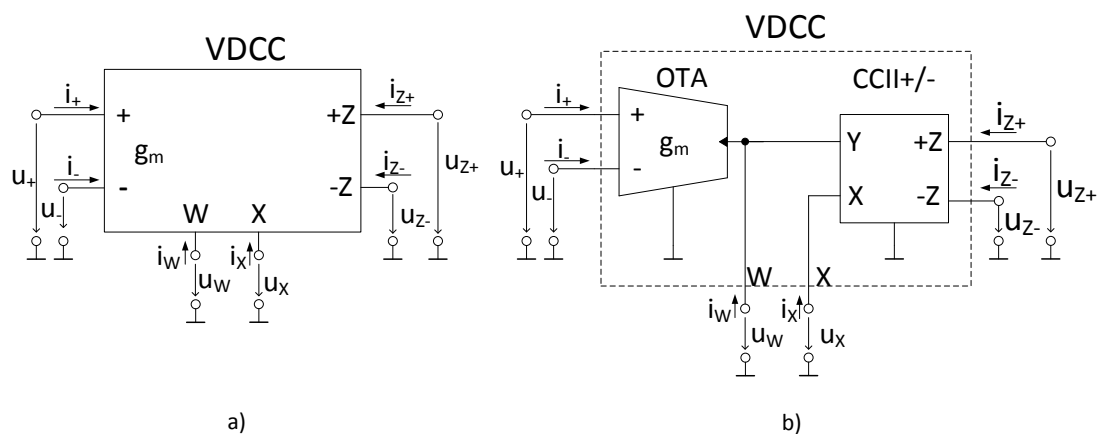 VDCC
i+
+
+Z
iZ+
gm
u+
i-
-
-Z
iZ-
uZ+
u-
W
X
uZ-
iW
iX
uW
uX
a)
VDCC
OTA
CCII+/-
i+
+
gm
Y
+Z
iZ+
u+
i-
-
X
-Z
iZ-
uZ+
u-
uZ-
W
X
iW
iX
uW
uX
b)